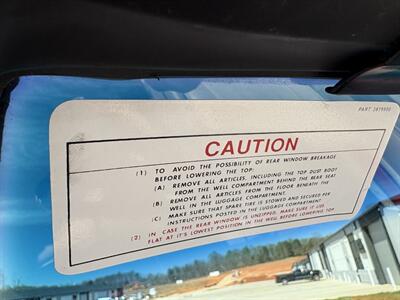 PART 3879900
CAUTION
(1) TO AVOID THE POSSIBILITY OF REAR WINDOW BREAKAGE
BEFORE LOWERING THE TOP:
(A) REMOVE ALL ARTICLES, INCLUDING THE TOP DUST BOOT
FROM THE WELL COMPARTMENT BEHIND THE REAR SEAT
(B) REMOVE ALL ARTICLES FROM THE FLOOR BENEATH THE
WELL IN THE LUGGAGE COMPARTMENT.
(C) MAKE SURE THAT SPARE TIRE IS STOWED AND SECURED PER
INSTRUCTIONS POSTED IN THE LUGGAGE COMPARTMENT.
(2) IN CASE THE REAR WINDOW IS UNZIPPED, MAKE SURE IT LIES
FLAT AT IT'S LOWEST POSITION IN THE WELL BEFORE LOWERING TOP